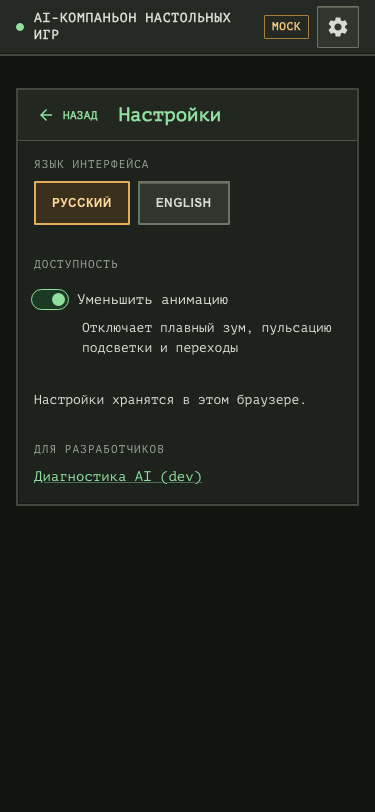 AI-КОМПАНЬОН НАСТОЛЬНЫХ
ИГР
МОСК
НАЗАД
Настройки
ЯЗЫК ИНТЕРФЕЙСА
РУССКИЙ
ENGLISH
ДОСТУПНОСТЬ
Уменьшить анимацию
Отключает плавный зум, пульсацию
подсветки и переходы
Настройки хранятся в этом браузере.
ДЛЯ РАЗРАБОТЧИКОВ
Диагностика AI (dev)